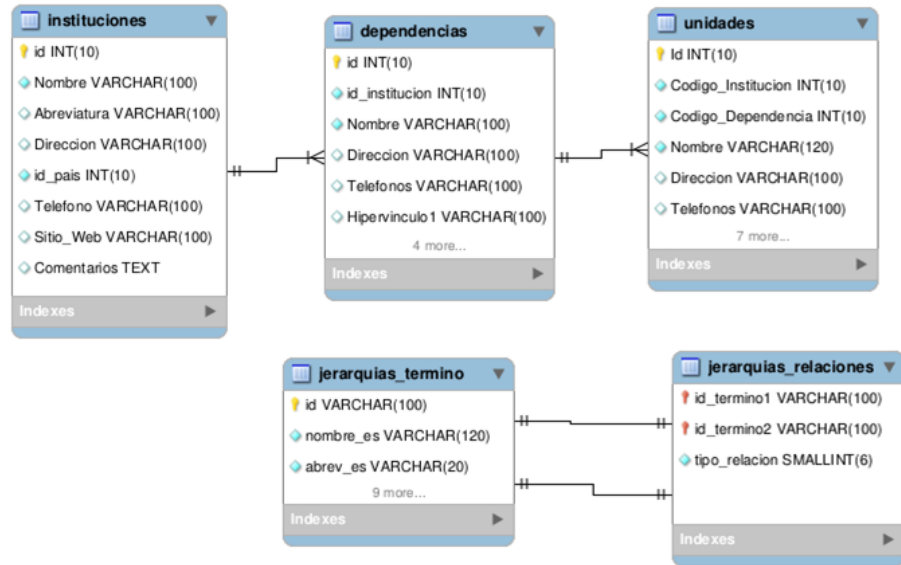 instituciones
id INT(10)
Nombre VARCHAR(100)
Abreviatura VARCHAR(100)
Direccion VARCHAR(100)
id_pais INT(10)
Telefono VARCHAR(100)
Sitio_Web VARCHAR(100)
Comentarios TEXT
Indexes
dependencias
id INT(10)
id_institucion INT(10)
Nombre VARCHAR(100)
Direccion VARCHAR(100)
Telefonos VARCHAR(100)
Hipervinculo1 VARCHAR(100)
4 more...
Indexes
unidades
Id INT(10)
Codigo_Institucion INT(10)
Codigo_Dependencia INT(10)
Nombre VARCHAR(120)
Direccion VARCHAR(100)
Telefonos VARCHAR(100)
7 more...
Indexes
jerarquias_termino
id VARCHAR(100)
nombre_es VARCHAR(120)
abrev_es VARCHAR(20)
9 more...
Indexes
jerarquias_relaciones
id_termino1 VARCHAR(100)
id_termino2 VARCHAR(100)
tipo_relacion SMALLINT(6)
Indexes